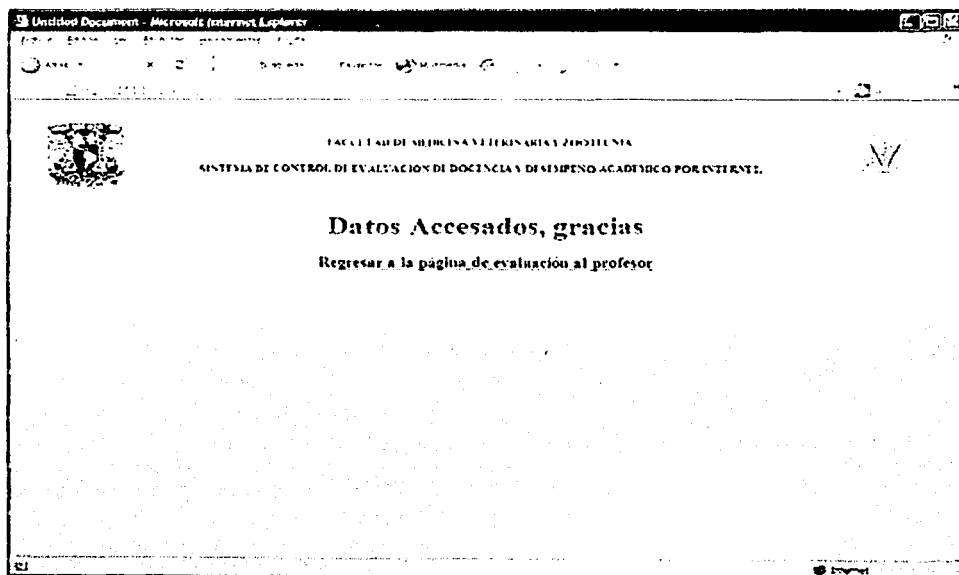 Untitled Document - Microsoft Internet Explorer
FACULTAD DE MEDICINA VETERINARIA Y ZOOTECNIA
SISTEMA DE CONTROL DE EVALUACION DE DOCENCIA Y DESEMPEÑO ACADEMICO POR INTERNET.
Datos Accesados, gracias
Regresar a la página de evaluación al profesor
Internet